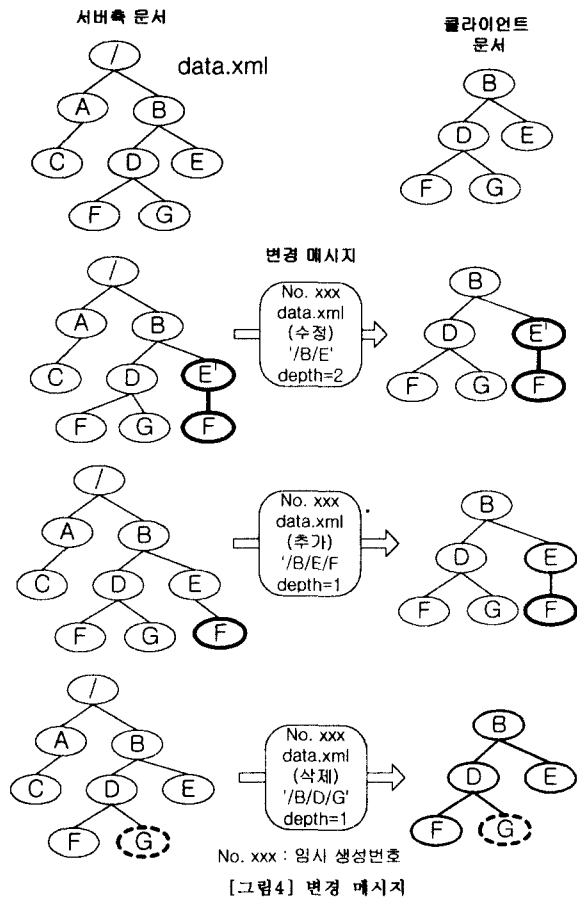 서버측 문서
클라이언트
문서
/
data.xml
A
B
C
D
E
F
G
B
D
E
F
G
변경 메시지
/
A
B
C
D
E'
F
G
F
No. xxx
data.xml
(수정)
'/B/E'
depth=2
B
D
E'
F
G
F
/
A
B
C
D
E
F
G
F
No. xxx
data.xml
(추가)
'/B/E/F
depth=1
B
D
E
F
G
F
/
A
B
C
D
E
F
G
No. xxx
data.xml
(삭제)
'/B/D/G'
depth=1
B
D
E
F
G
No. xxx : 임사 생성번호
[그림4] 변경 메시지